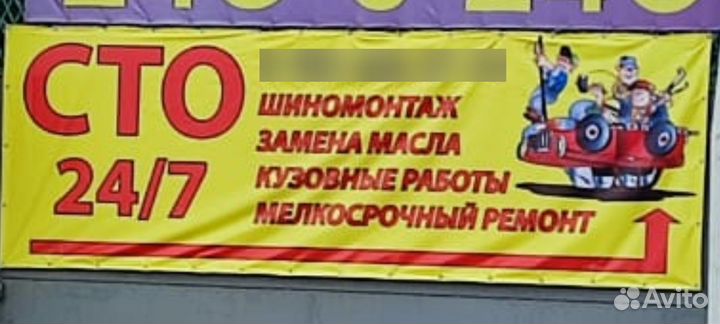 СТО
24/7
ШИНОМОНТАЖ
ЗАМЕНА МАСЛА
КУЗОВНЫЕ РАБОТЫ
МЕЛКОСРОЧНЫЙ РЕМОНТ
Avito